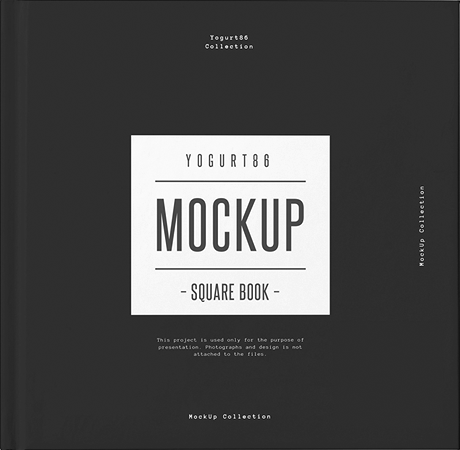 Yogurt86
Collection
YOGURT86
MOCKUP
- SQUARE BOOK -
MockUp Collection
This project is used only for the purpose of
presentation. Photographs and design is not
attached to the files.
MockUp Collection